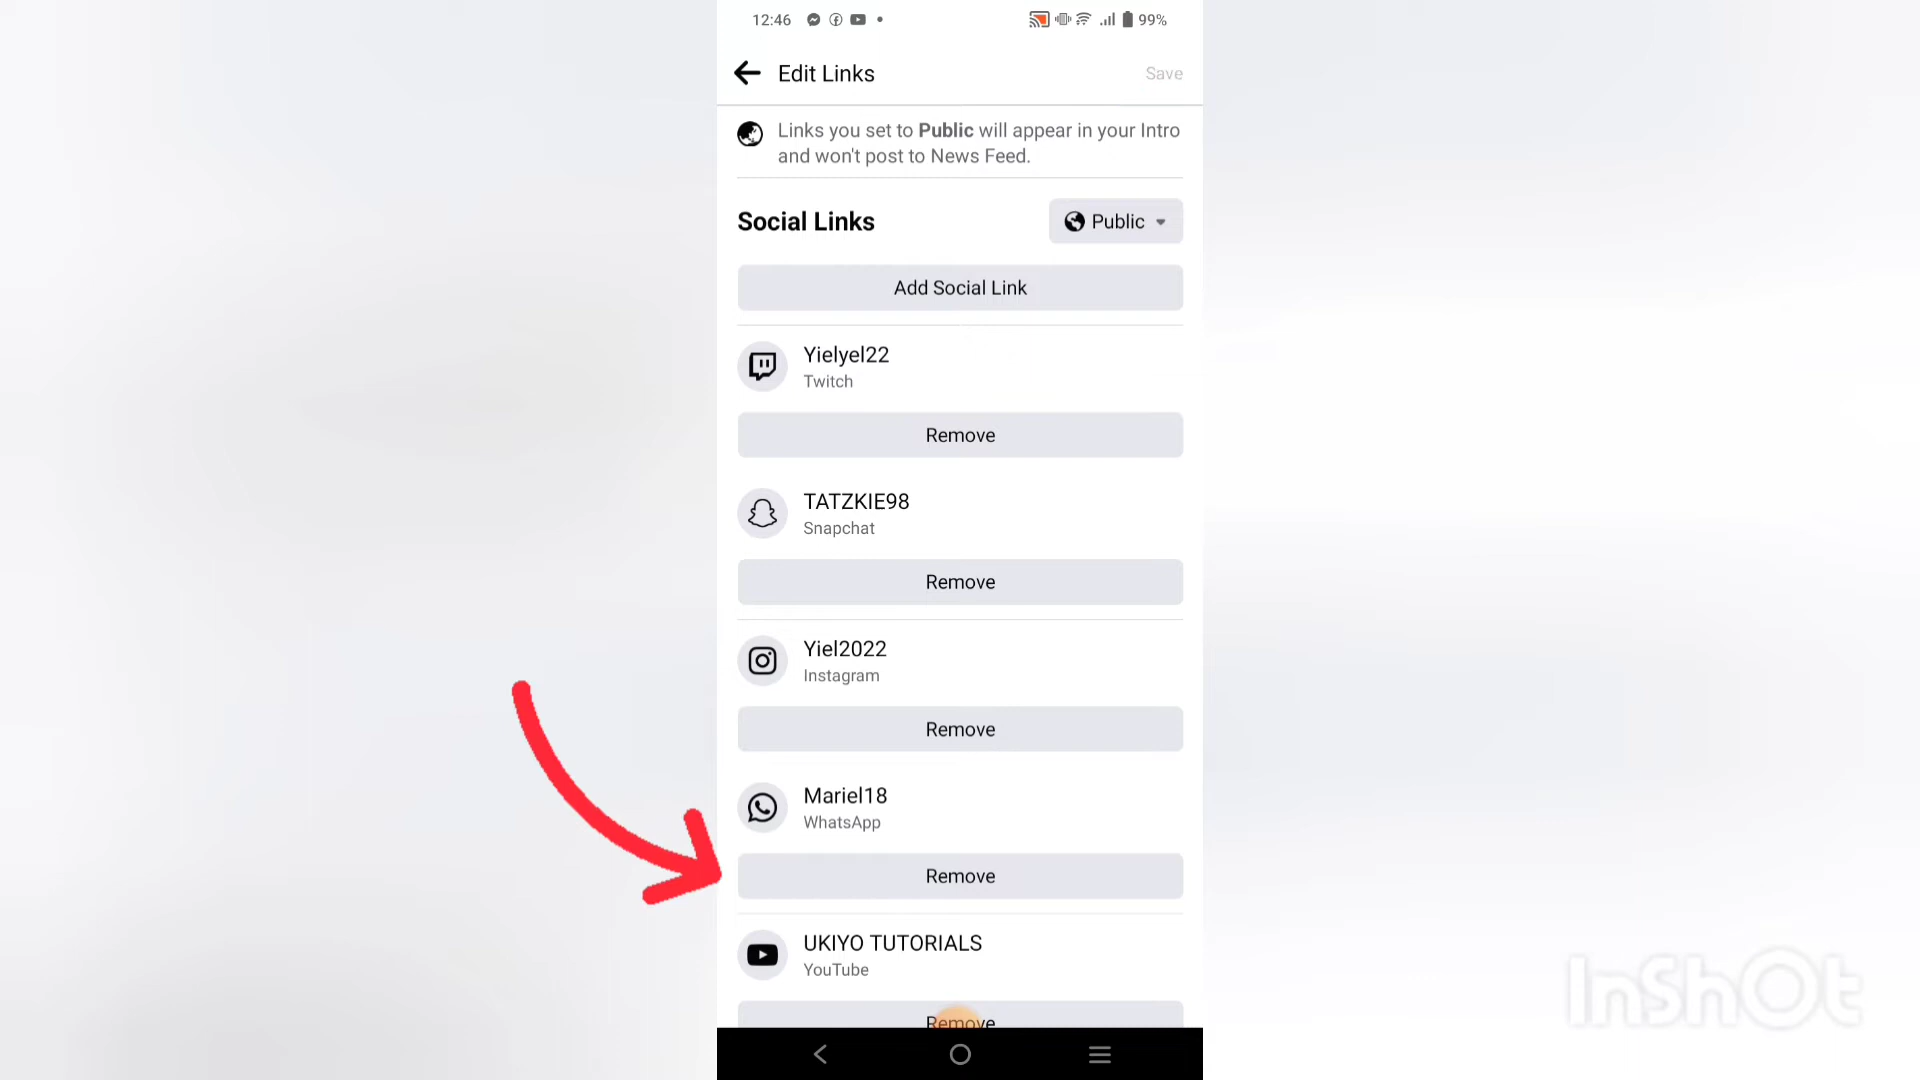 12:46
99%
Edit Links
Save
Links you set to Public will appear in your Intro
and won't post to News Feed.
Social Links
Public
Add Social Link
Yielyel22
Twitch
Remove
TATZKIE98
Snapchat
Remove
Yiel2022
Instagram
Remove
Mariel18
WhatsApp
Remove
UKIYO TUTORIALS
YouTube
Remove
InShOt